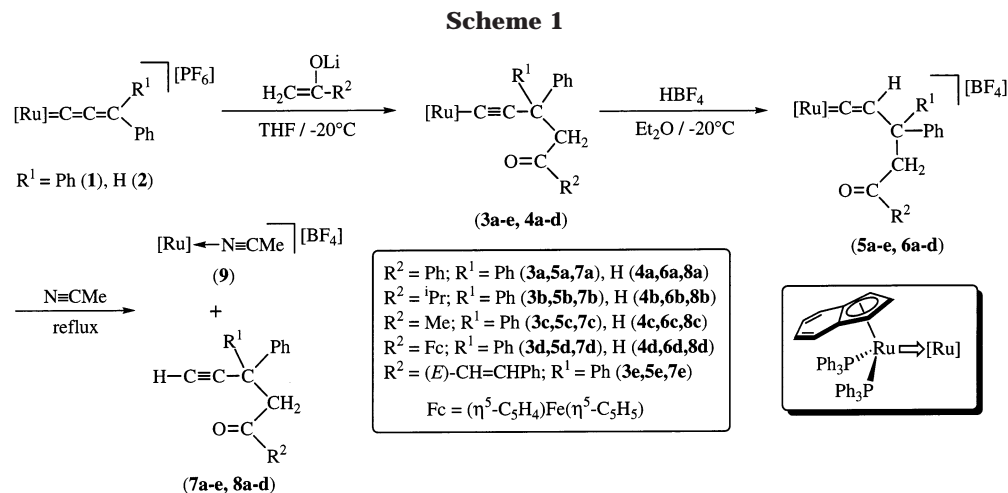 Scheme 1
[Ru]=C=C=C R¹ Ph [PF₆]
R¹ = Ph (1), H (2)
OLi
H₂C=C-R²
THF / -20°C
[Ru]-C≡C-C R¹ Ph
CH₂
O=C
R²
(3a-e, 4a-d)
HBF₄
Et₂O / -20°C
[Ru]=C=C H [BF₄]
R¹
C-Ph
CH₂
O=C
R²
(5a-e, 6a-d)
N≡CMe
reflux
[Ru]←N≡CMe [BF₄]
(9)
+
R¹ Ph
H-C≡C-C
CH₂
O=C
R²
(7a-e, 8a-d)
R² = Ph; R¹ = Ph (3a,5a,7a), H (4a,6a,8a)
R² = ⁱPr; R¹ = Ph (3b,5b,7b), H (4b,6b,8b)
R² = Me; R¹ = Ph (3c,5c,7c), H (4c,6c,8c)
R² = Fc; R¹ = Ph (3d,5d,7d), H (4d,6d,8d)
R² = (E)-CH=CHPh; R¹ = Ph (3e,5e,7e)
Fc = (η⁵-C₅H₄)Fe(η⁵-C₅H₅)
Ru⇒[Ru]
Ph₃P
Ph₃P